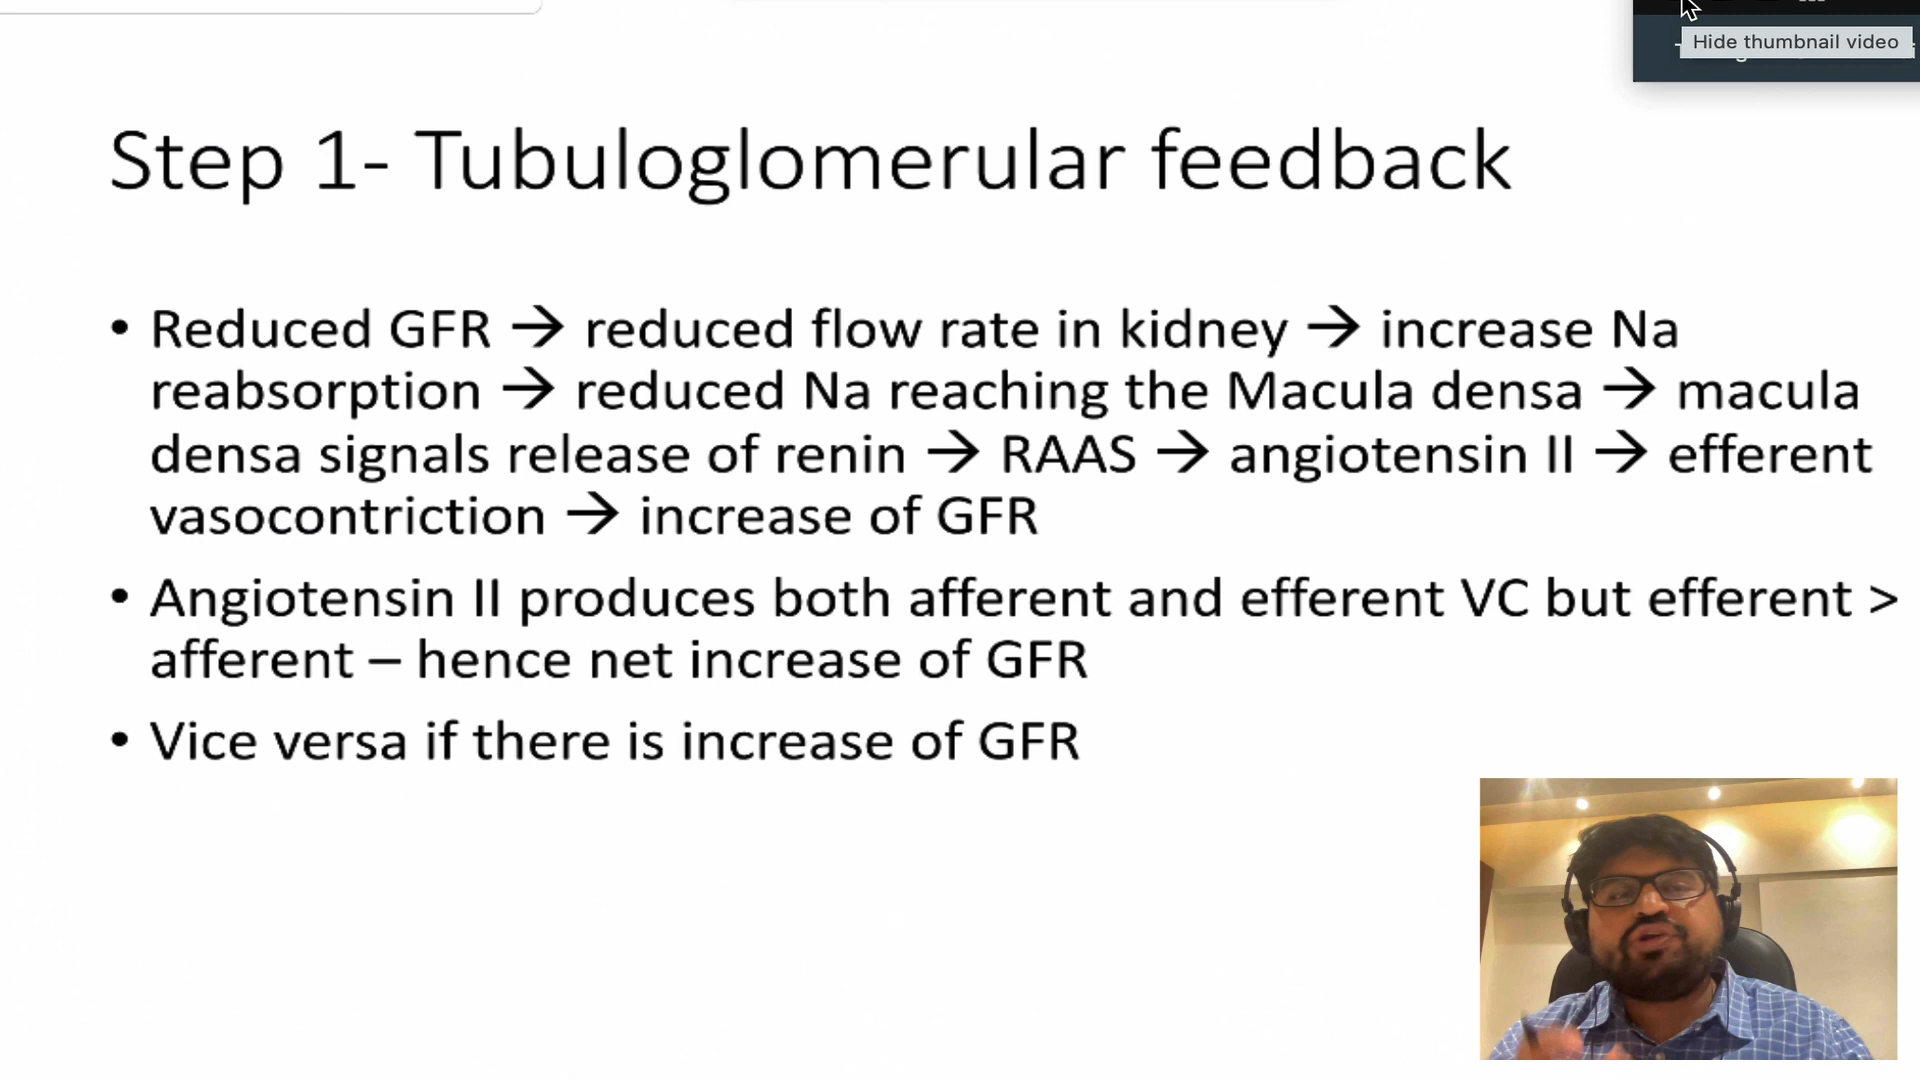 Hide thumbnail video
Step 1- Tubuloglomerular feedback
• Reduced GFR → reduced flow rate in kidney → increase Na
reabsorption → reduced Na reaching the Macula densa → macula
densa signals release of renin → RAAS → angiotensin II → efferent
vasocontriction → increase of GFR
• Angiotensin II produces both afferent and efferent VC but efferent >
afferent – hence net increase of GFR
• Vice versa if there is increase of GFR